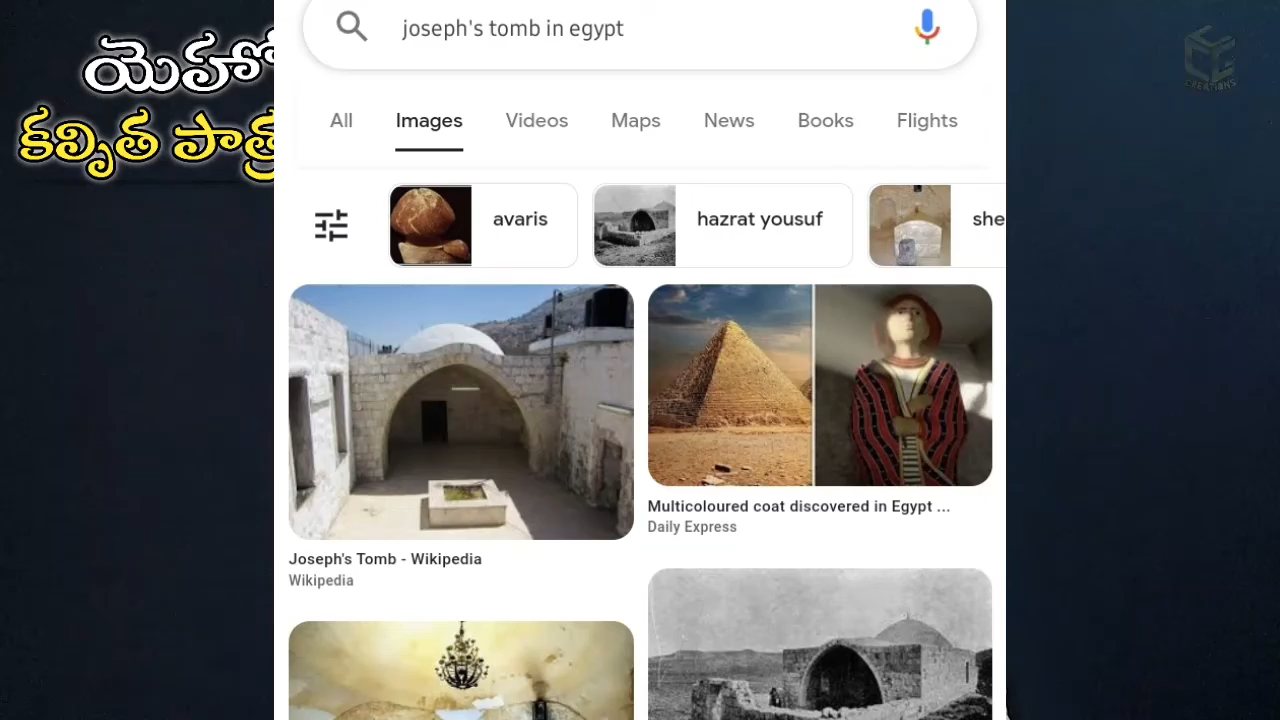 యెహో
కల్పిత పాత్ర
joseph's tomb in egypt
All Images Videos Maps News Books Flights
avaris hazrat yousuf she
Joseph's Tomb - Wikipedia
Wikipedia
Multicoloured coat discovered in Egypt ...
Daily Express
CREATIONS